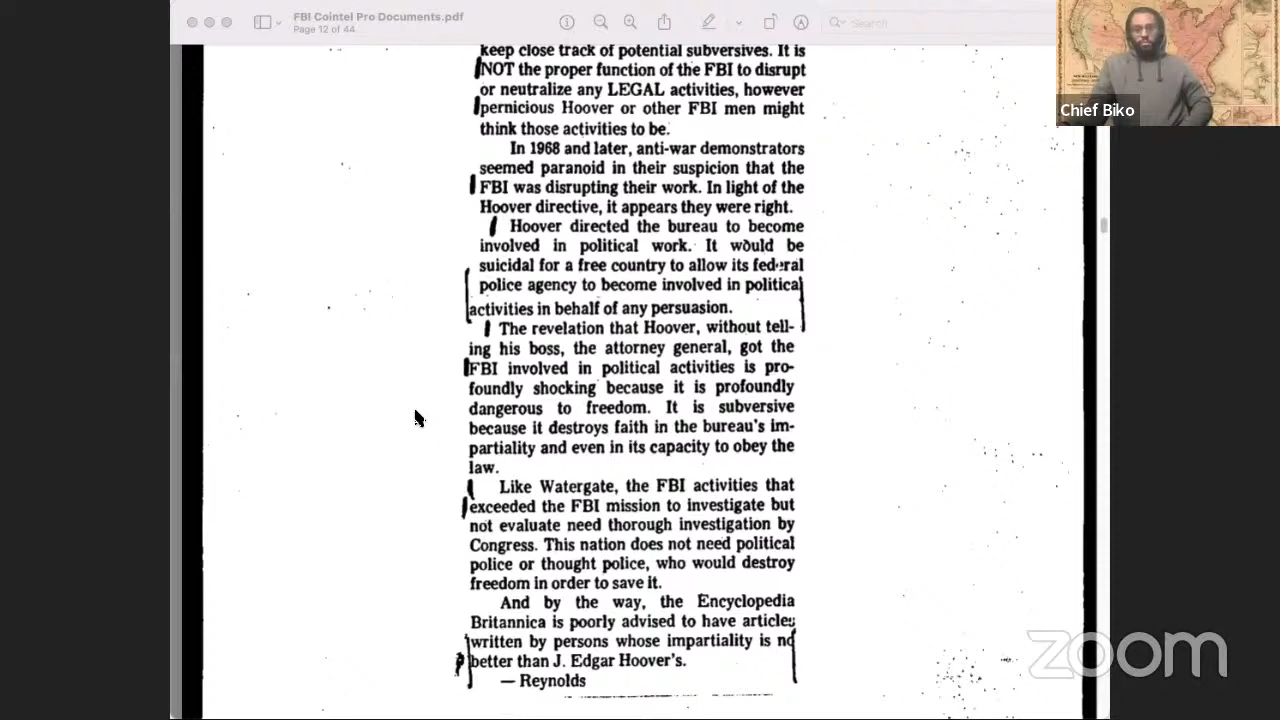 FBI Cointel Pro Documents.pdf
Page 12 of 44
Search
Chief Biko
keep close track of potential subversives. It is
NOT the proper function of the FBI to disrupt
or neutralize any LEGAL activities, however
pernicious Hoover or other FBI men might
think those activities to be.
In 1968 and later, anti-war demonstrators
seemed paranoid in their suspicion that the
FBI was disrupting their work. In light of the
Hoover directive, it appears they were right.
Hoover directed the bureau to become
involved in political work. It would be
suicidal for a free country to allow its federal
police agency to become involved in political
activities in behalf of any persuasion.
The revelation that Hoover, without tell-
ing his boss, the attorney general, got the
FBI involved in political activities is pro-
foundly shocking because it is profoundly
dangerous to freedom. It is subversive
because it destroys faith in the bureau's im-
partiality and even in its capacity to obey the
law.
Like Watergate, the FBI activities that
exceeded the FBI mission to investigate but
not evaluate need thorough investigation by
Congress. This nation does not need political
police or thought police, who would destroy
freedom in order to save it.
And by the way, the Encyclopedia
Britannica is poorly advised to have articles
written by persons whose impartiality is no
better than J. Edgar Hoover's.
— Reynolds
zoom